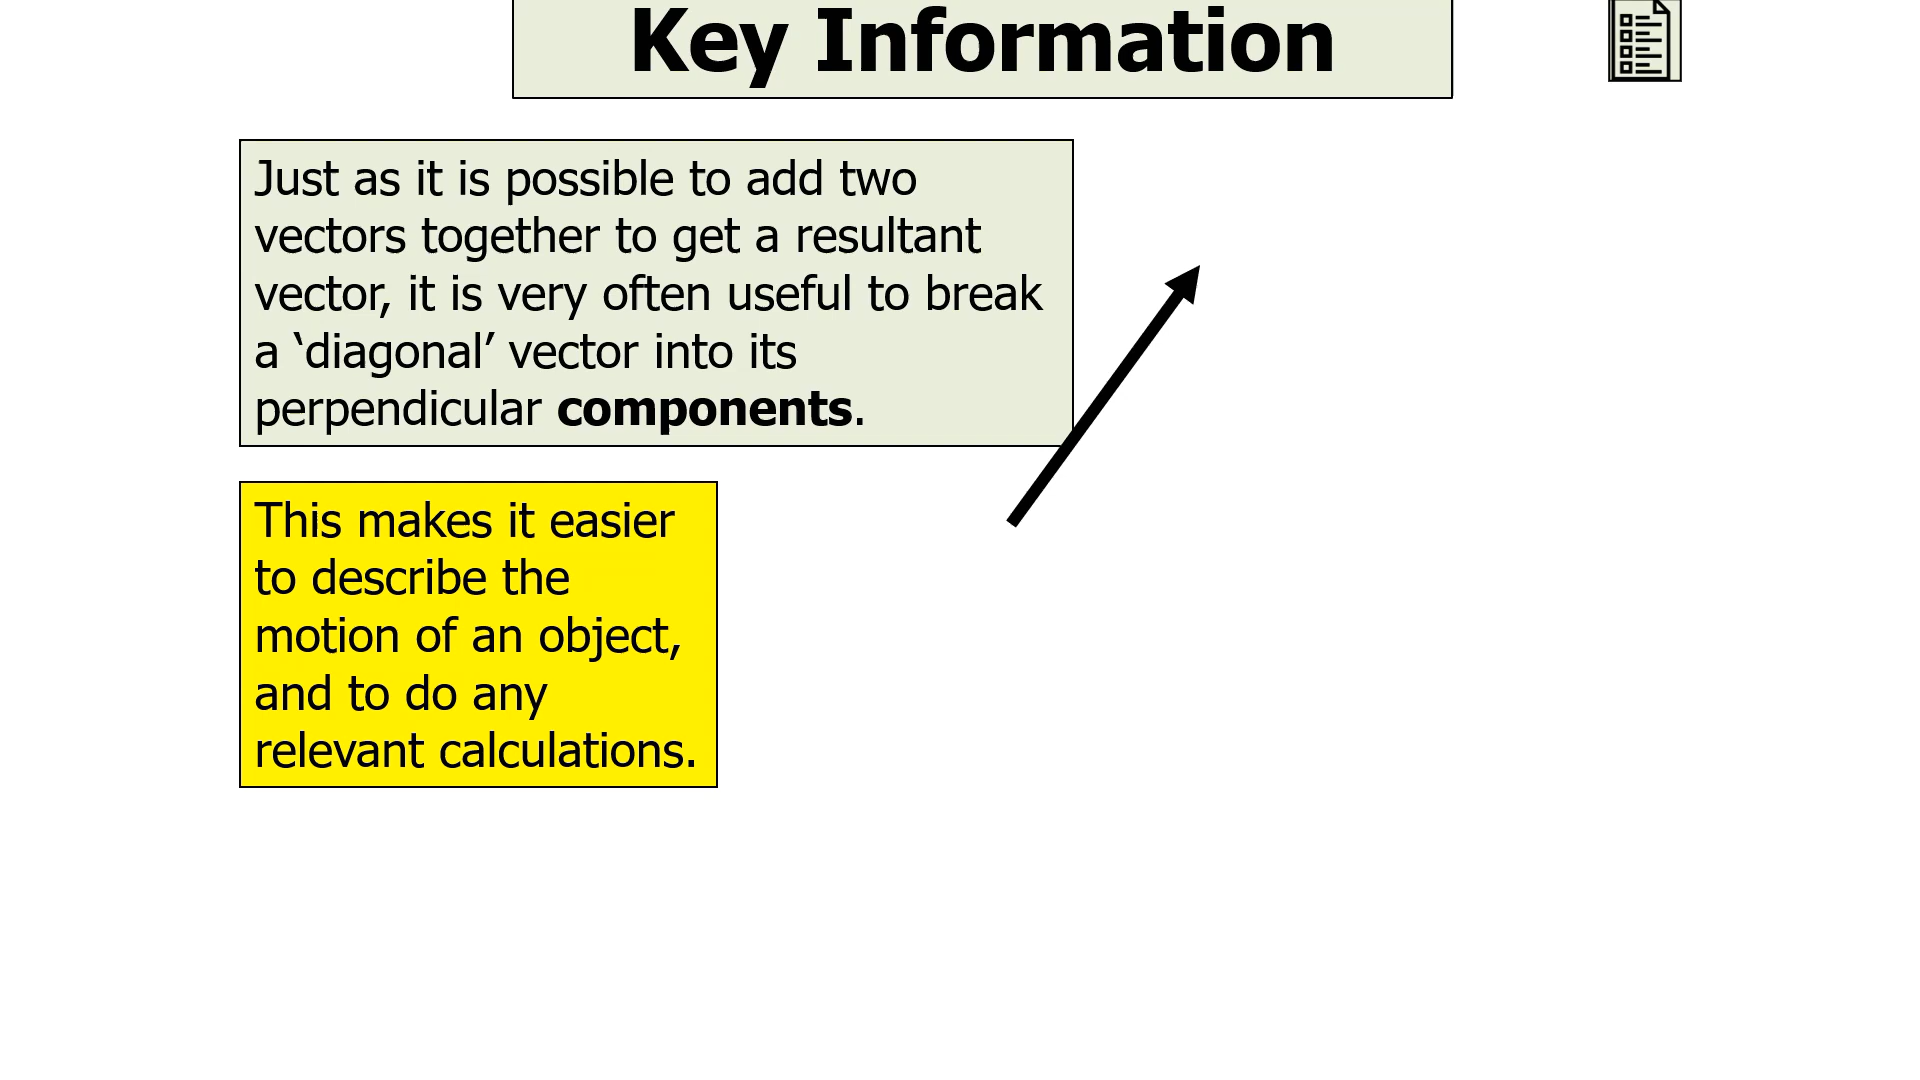 Key Information
Just as it is possible to add two
vectors together to get a resultant
vector, it is very often useful to break
a ‘diagonal’ vector into its
perpendicular components.
This makes it easier
to describe the
motion of an object,
and to do any
relevant calculations.